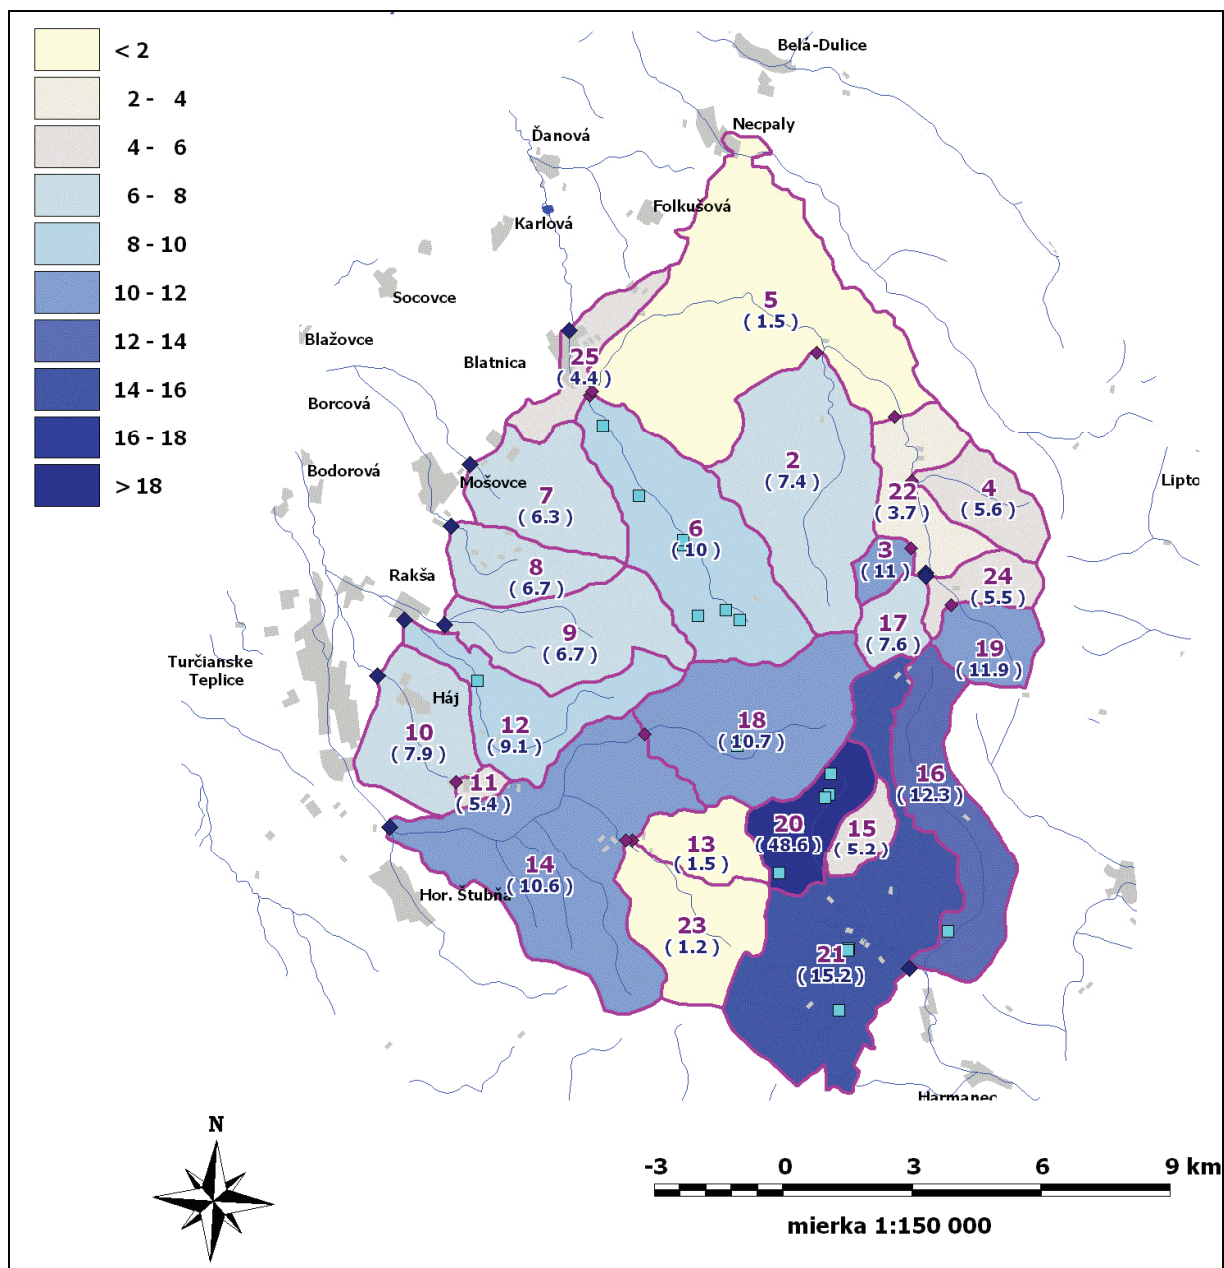 < 2
2 - 4
4 - 6
6 - 8
8 - 10
10 - 12
12 - 14
14 - 16
16 - 18
> 18
Belá-Dulice
Necpaly
Ďanová
Folkušová
Karlová
Socovce
Blažovce
Blatnica
Borcová
Bodorová
Mošovce
Rakša
Turčianske
Teplice
Háj
Hor. Štubňa
Harmanec
Lipto
5
( 1.5 )
25
( 4.4 )
2
( 7.4 )
22
( 3.7 )
4
( 5.6 )
7
( 6.3 )
6
( 10 )
3
( 11 )
8
( 6.7 )
24
( 5.5 )
9
( 6.7 )
17
( 7.6 )
19
( 11.9 )
10
( 7.9 )
12
( 9.1 )
18
( 10.7 )
11
( 5.4 )
16
( 12.3 )
20
( 48.6 )
15
( 5.2 )
13
( 1.5 )
14
( 10.6 )
23
( 1.2 )
21
( 15.2 )
N
-3 0 3 6 9 km
mierka 1:150 000